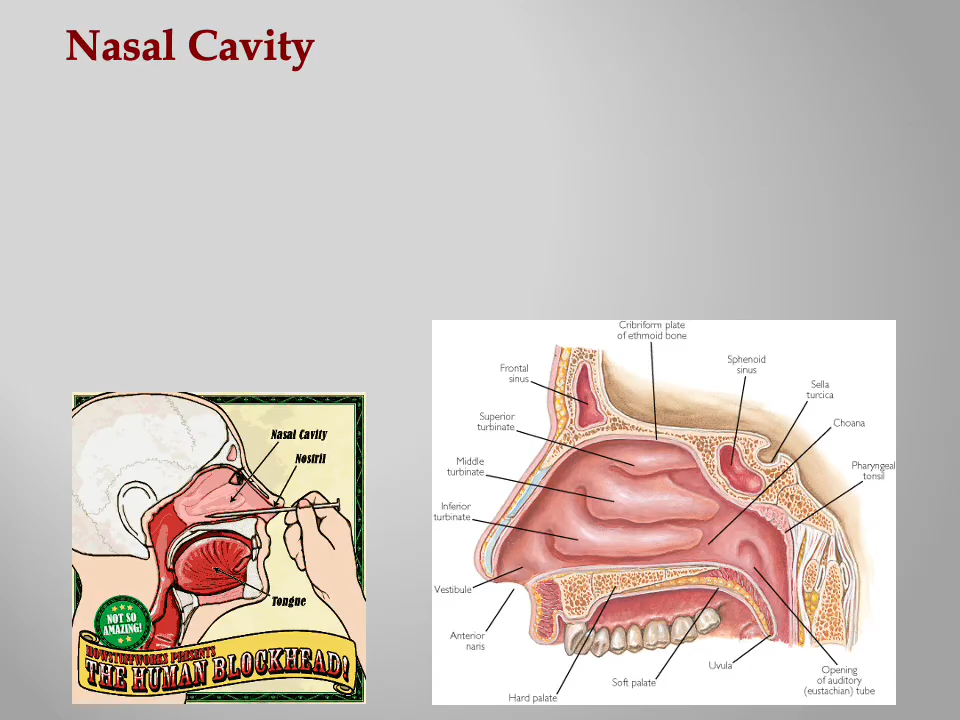 Nasal Cavity
Nasal Cavity
Nostril
Tongue
NOT SO
AMAZING!
HOWSTUFFWORKS PRESENTS
THE HUMAN BLOCKHEAD!
Cribriform plate
of ethmoid bone
Frontal
sinus
Sphenoid
sinus
Sella
turcica
Superior
turbinate
Choana
Middle
turbinate
Pharyngeal
tonsil
Inferior
turbinate
Vestibule
Anterior
naris
Hard palate
Soft palate
Uvula
Opening
of auditory
(eustachian) tube